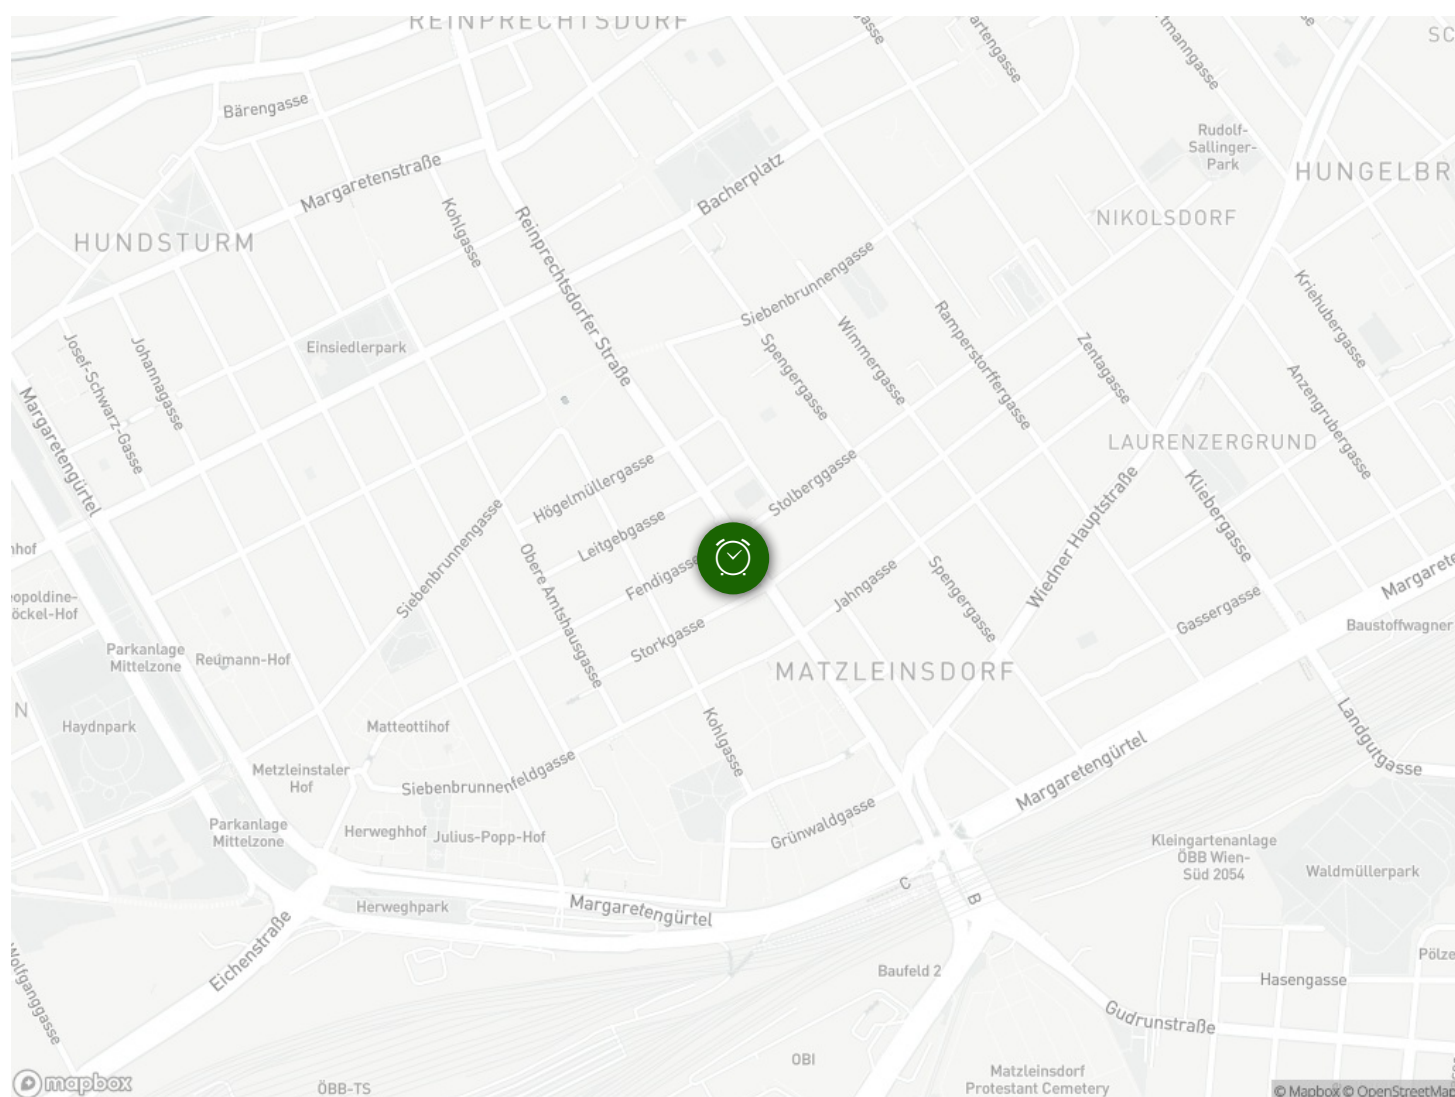 REINPRECHTSDORF
Bärengasse
Margaretenstraße
HUNDSTURM
Kohlgasse
Reinprechtsdorfer Straße
Bacherplatz
Rudolf-
Sallinger-
Park
HUNGELBR
NIKOLSDORF
Siebenbrunnengasse
Kriehubergasse
Einsiedlerpark
Josef-Schwarz-Gasse
Johannagasse
Margaretengürtel
Spengergasse
Wimmergasse
Ramperstorffergasse
Zentagasse
Anzengrubergasse
LAURENZERGRUND
Högelmüllergasse
Stolberggasse
Wiedner Hauptstraße
Kliebergasse
Siebenbrunnengasse
Leitgebgasse
Obere Amtshausgasse
Fendigasse
Jahngasse
Spengergasse
Gassergasse
Margarete
Baustoffwagner
Parkanlage
Mittelzone
Reumann-Hof
Storkgasse
MATZLEINSDORF
Haydnpark
Matteottihof
Kohlgasse
Landgutgasse
Metzleinstaler
Hof
Siebenbrunnenfeldgasse
Margaretengürtel
Parkanlage
Mittelzone
Herweghhof
Julius-Popp-Hof
Grünwaldgasse
Kleingartenanlage
ÖBB Wien-
Süd 2054
Waldmüllerpark
C
B
Herweghpark
Margaretengürtel
Eichenstraße
Wolfganggasse
Baufeld 2
Pölze
Hasengasse
Gudrunstraße
OBI
Matzleinsdorf
Protestant Cemetery
ÖBB-TS
mapbox
© Mapbox © OpenStreetMap